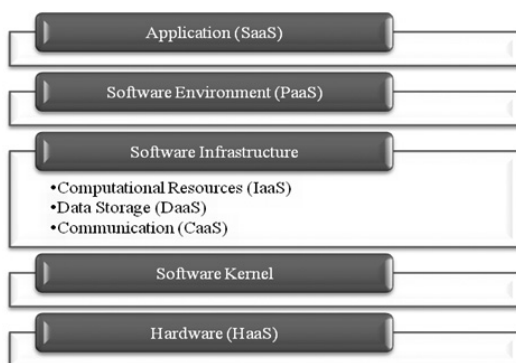 Application (SaaS)
Software Environment (PaaS)
Software Infrastructure
•Computational Resources (IaaS)
•Data Storage (DaaS)
•Communication (CaaS)
Software Kernel
Hardware (HaaS)